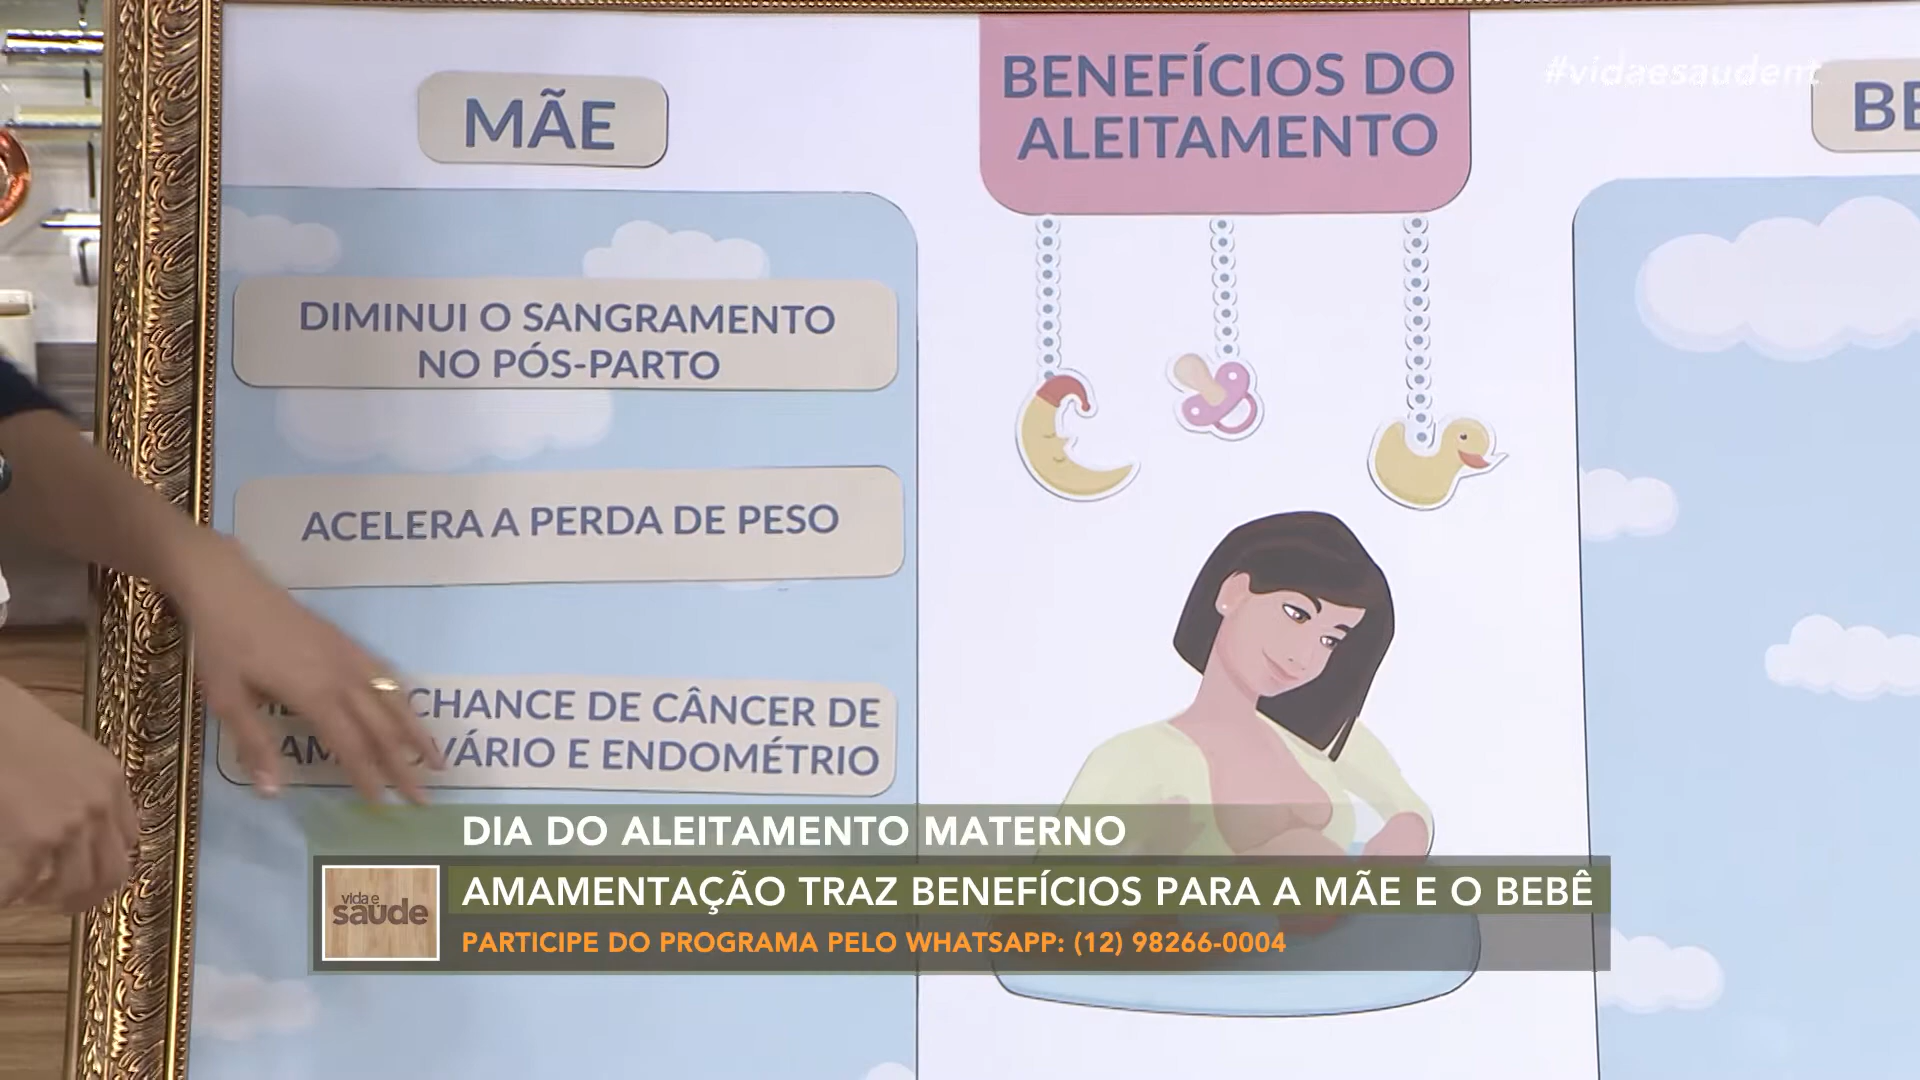 #vidaesaudent
BENEFÍCIOS DO
ALEITAMENTO
MÃE
DIMINUI O SANGRAMENTO
NO PÓS-PARTO
ACELERA A PERDA DE PESO
CHANCE DE CÂNCER DE
E ENDOMÉTRIO
DIA DO ALEITAMENTO MATERNO
vida e
saúde
AMAMENTAÇÃO TRAZ BENEFÍCIOS PARA A MÃE E O BEBÊ
PARTICIPE DO PROGRAMA PELO WHATSAPP: (12) 98266-0004